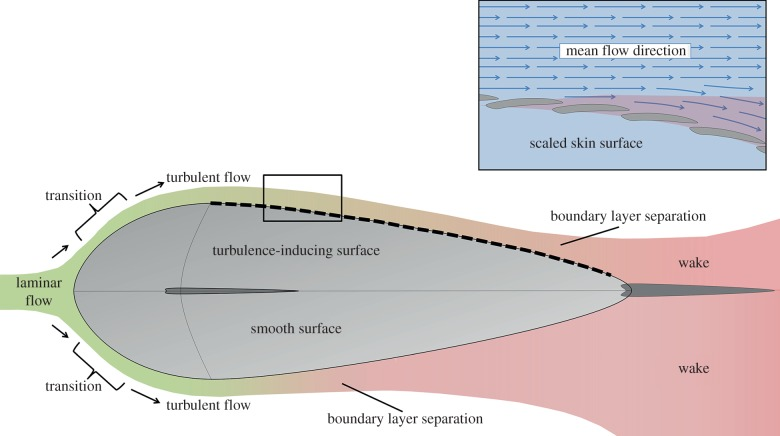 mean flow direction
scaled skin surface
turbulent flow
transition
boundary layer separation
turbulence-inducing surface
wake
laminar
flow
smooth surface
wake
transition
turbulent flow
boundary layer separation